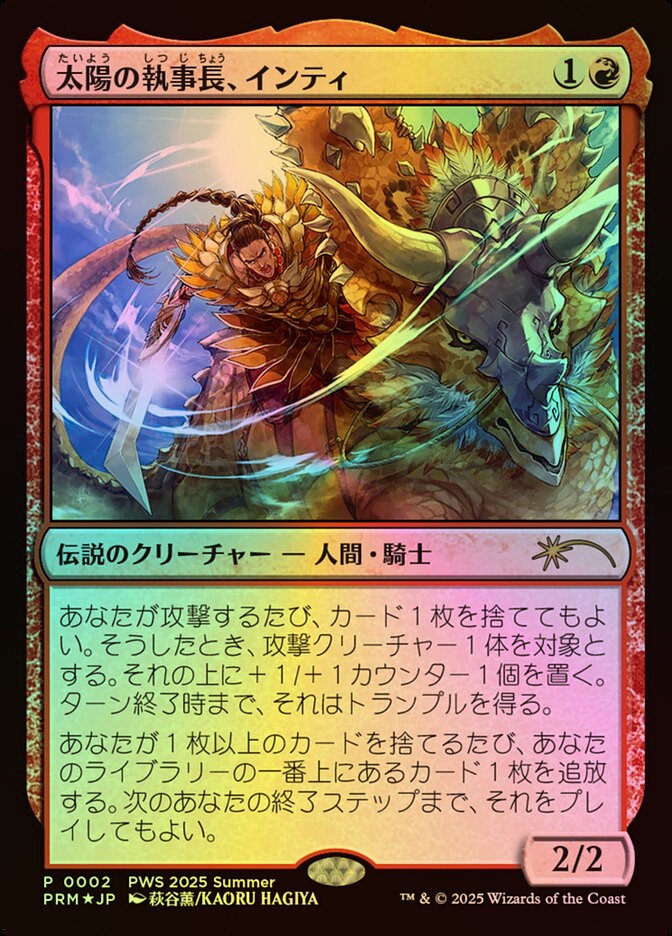 たいよう しつじちょう
太陽の執事長、インティ 1
伝説のクリーチャー — 人間・騎士
あなたが攻撃するたび、カード1枚を捨ててもよ
い。そうしたとき、攻撃クリーチャー1体を対象と
する。それの上に+1/+1カウンター1個を置く。
ターン終了時まで、それはトランプルを得る。
あなたが1枚以上のカードを捨てるたび、あなた
のライブラリーの一番上にあるカード1枚を追放
する。次のあなたの終了ステップまで、それをプレ
イしてもよい。
2/2
P 0002 PWS 2025 Summer
PRM★JP 萩谷薫/KAORU HAGIYA
™ & © 2025 Wizards of the Coast